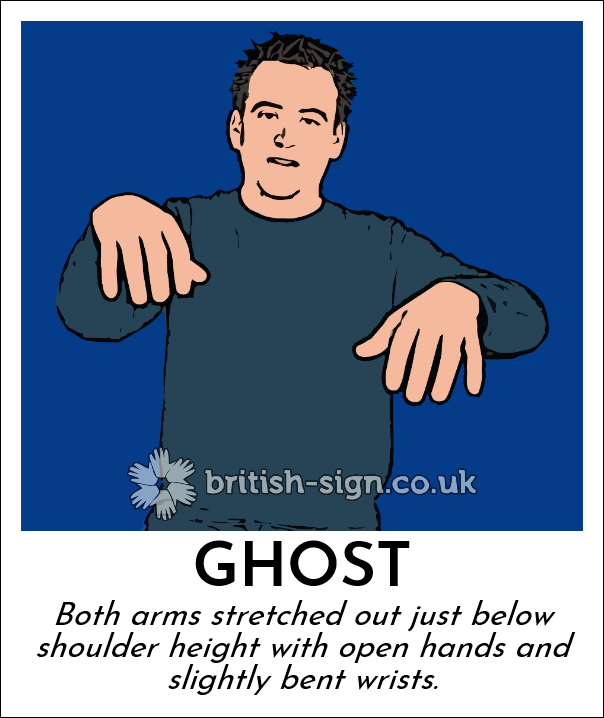 british-sign.co.uk
GHOST
Both arms stretched out just below
shoulder height with open hands and
slightly bent wrists.